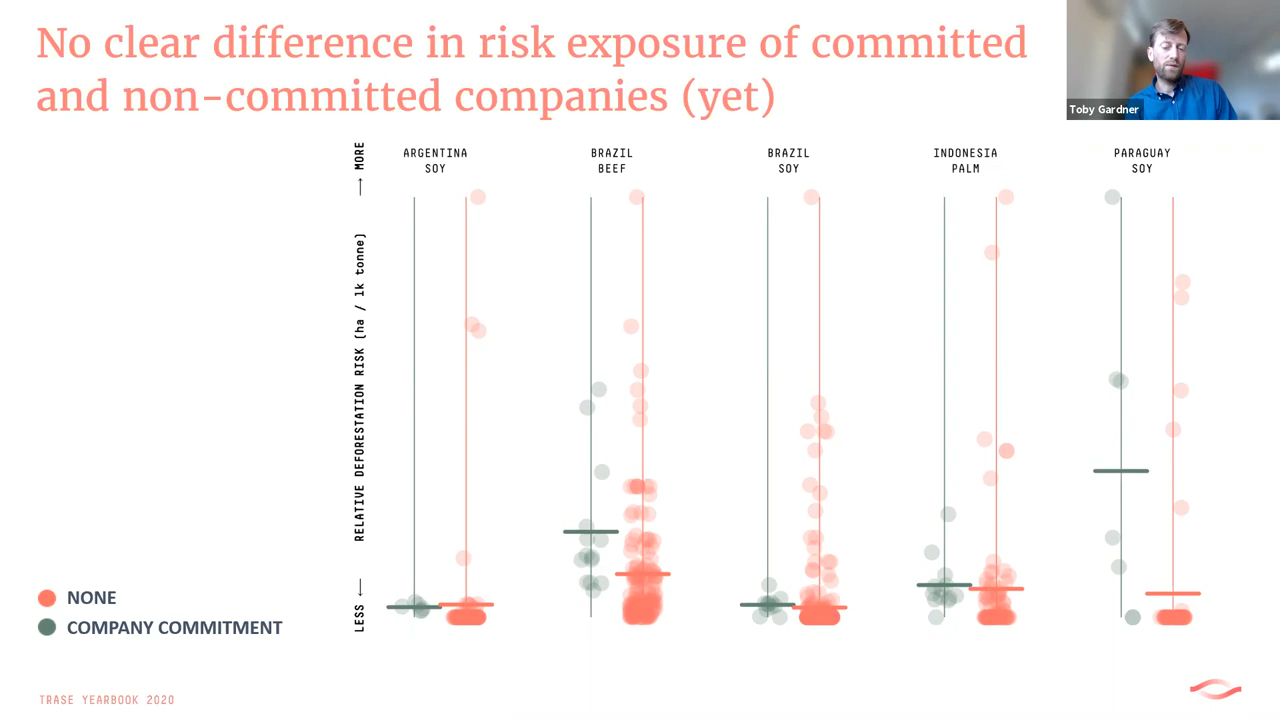 No clear difference in risk exposure of committed
and non-committed companies (yet)
Toby Gardner
ARGENTINA
SOY
BRAZIL
BEEF
BRAZIL
SOY
INDONESIA
PALM
PARAGUAY
SOY
LESS ← RELATIVE DEFORESTATION RISK (ha / 1k tonne) → MORE
NONE
COMPANY COMMITMENT
TRASE YEARBOOK 2020